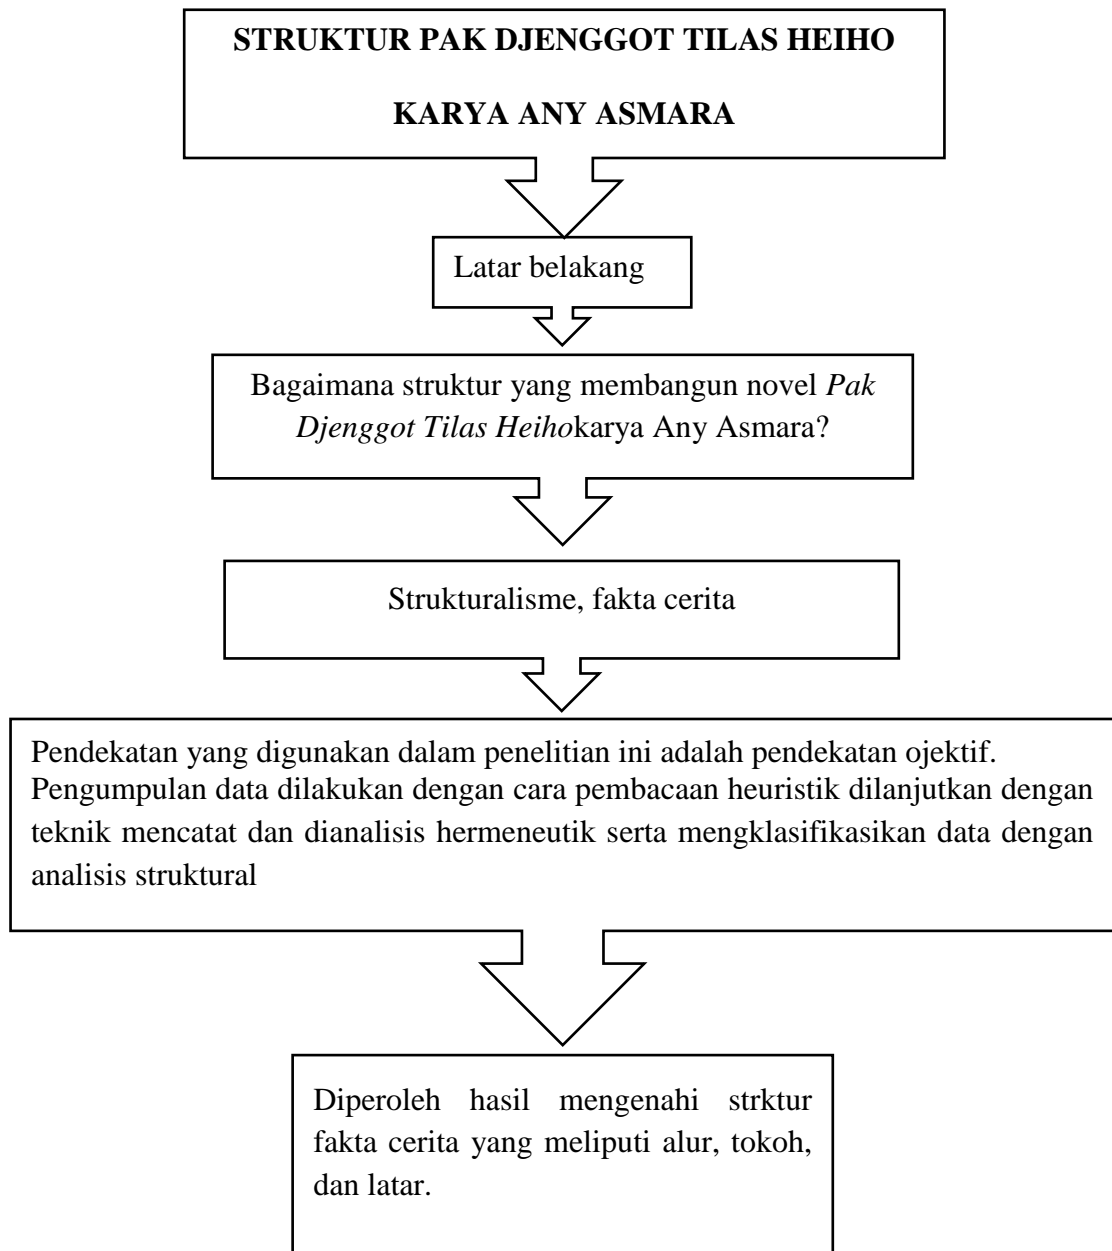 STRUKTUR PAK DJENGGOT TILAS HEIHO
KARYA ANY ASMARA
Latar belakang
Bagaimana struktur yang membangun novel Pak
Djenggot Tilas Heihokarya Any Asmara?
Strukturalisme, fakta cerita
Pendekatan yang digunakan dalam penelitian ini adalah pendekatan ojektif.
Pengumpulan data dilakukan dengan cara pembacaan heuristik dilanjutkan dengan
teknik mencatat dan dianalisis hermeneutik serta mengklasifikasikan data dengan
analisis struktural
Diperoleh hasil mengenahi strktur
fakta cerita yang meliputi alur, tokoh,
dan latar.